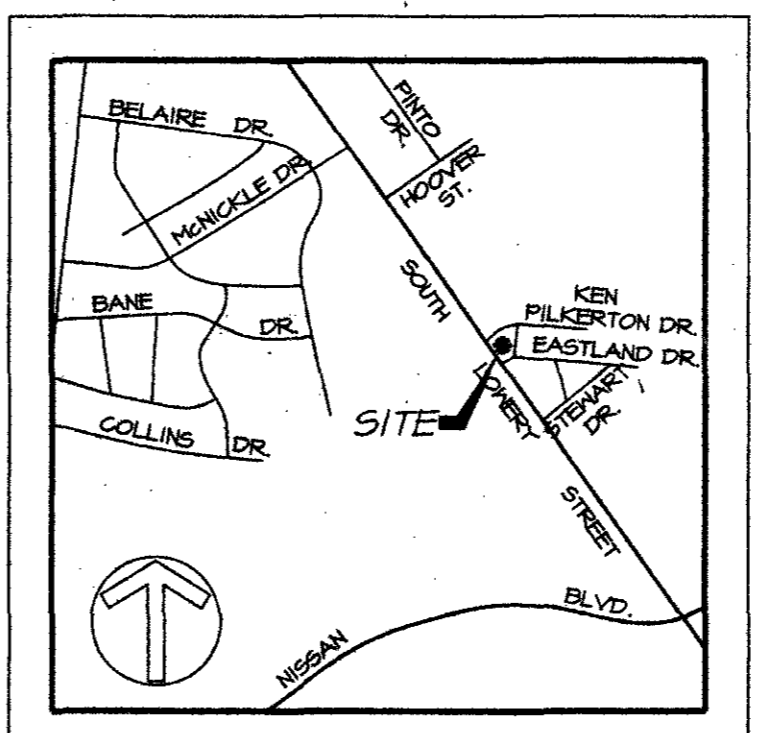 BELAIRE DR.
PINTO
DR.
McNICKLE DR.
HOOVER
ST.
SOUTH LOWERY STREET
BANE DR.
KEN
PILKERTON DR.
EASTLAND DR.
STEWART
DR.
COLLINS DR.
SITE
NISSAN BLVD.